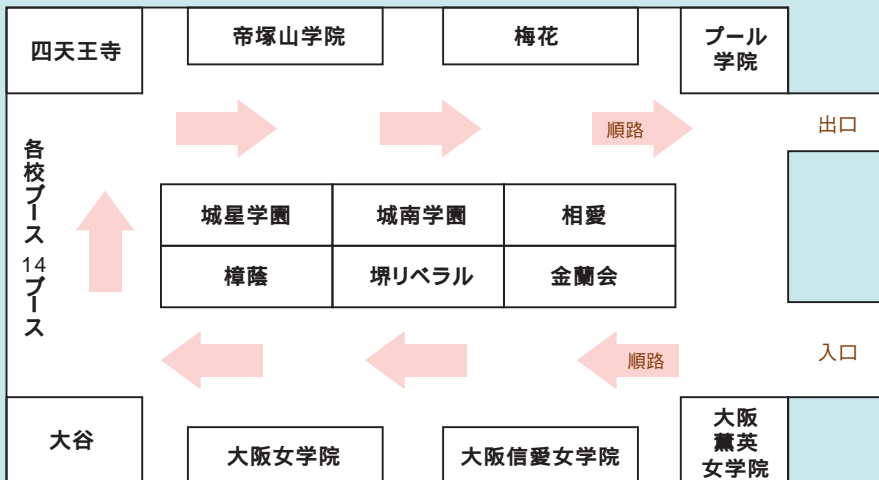 四天王寺
帝塚山学院
梅花
プール
学院
出口
順路
各校ブース 14ブース
城星学園
城南学園
相愛
樟蔭
堺リベラル
金蘭会
順路
入口
大谷
大阪女学院
大阪信愛女学院
大阪
薫英
女学院